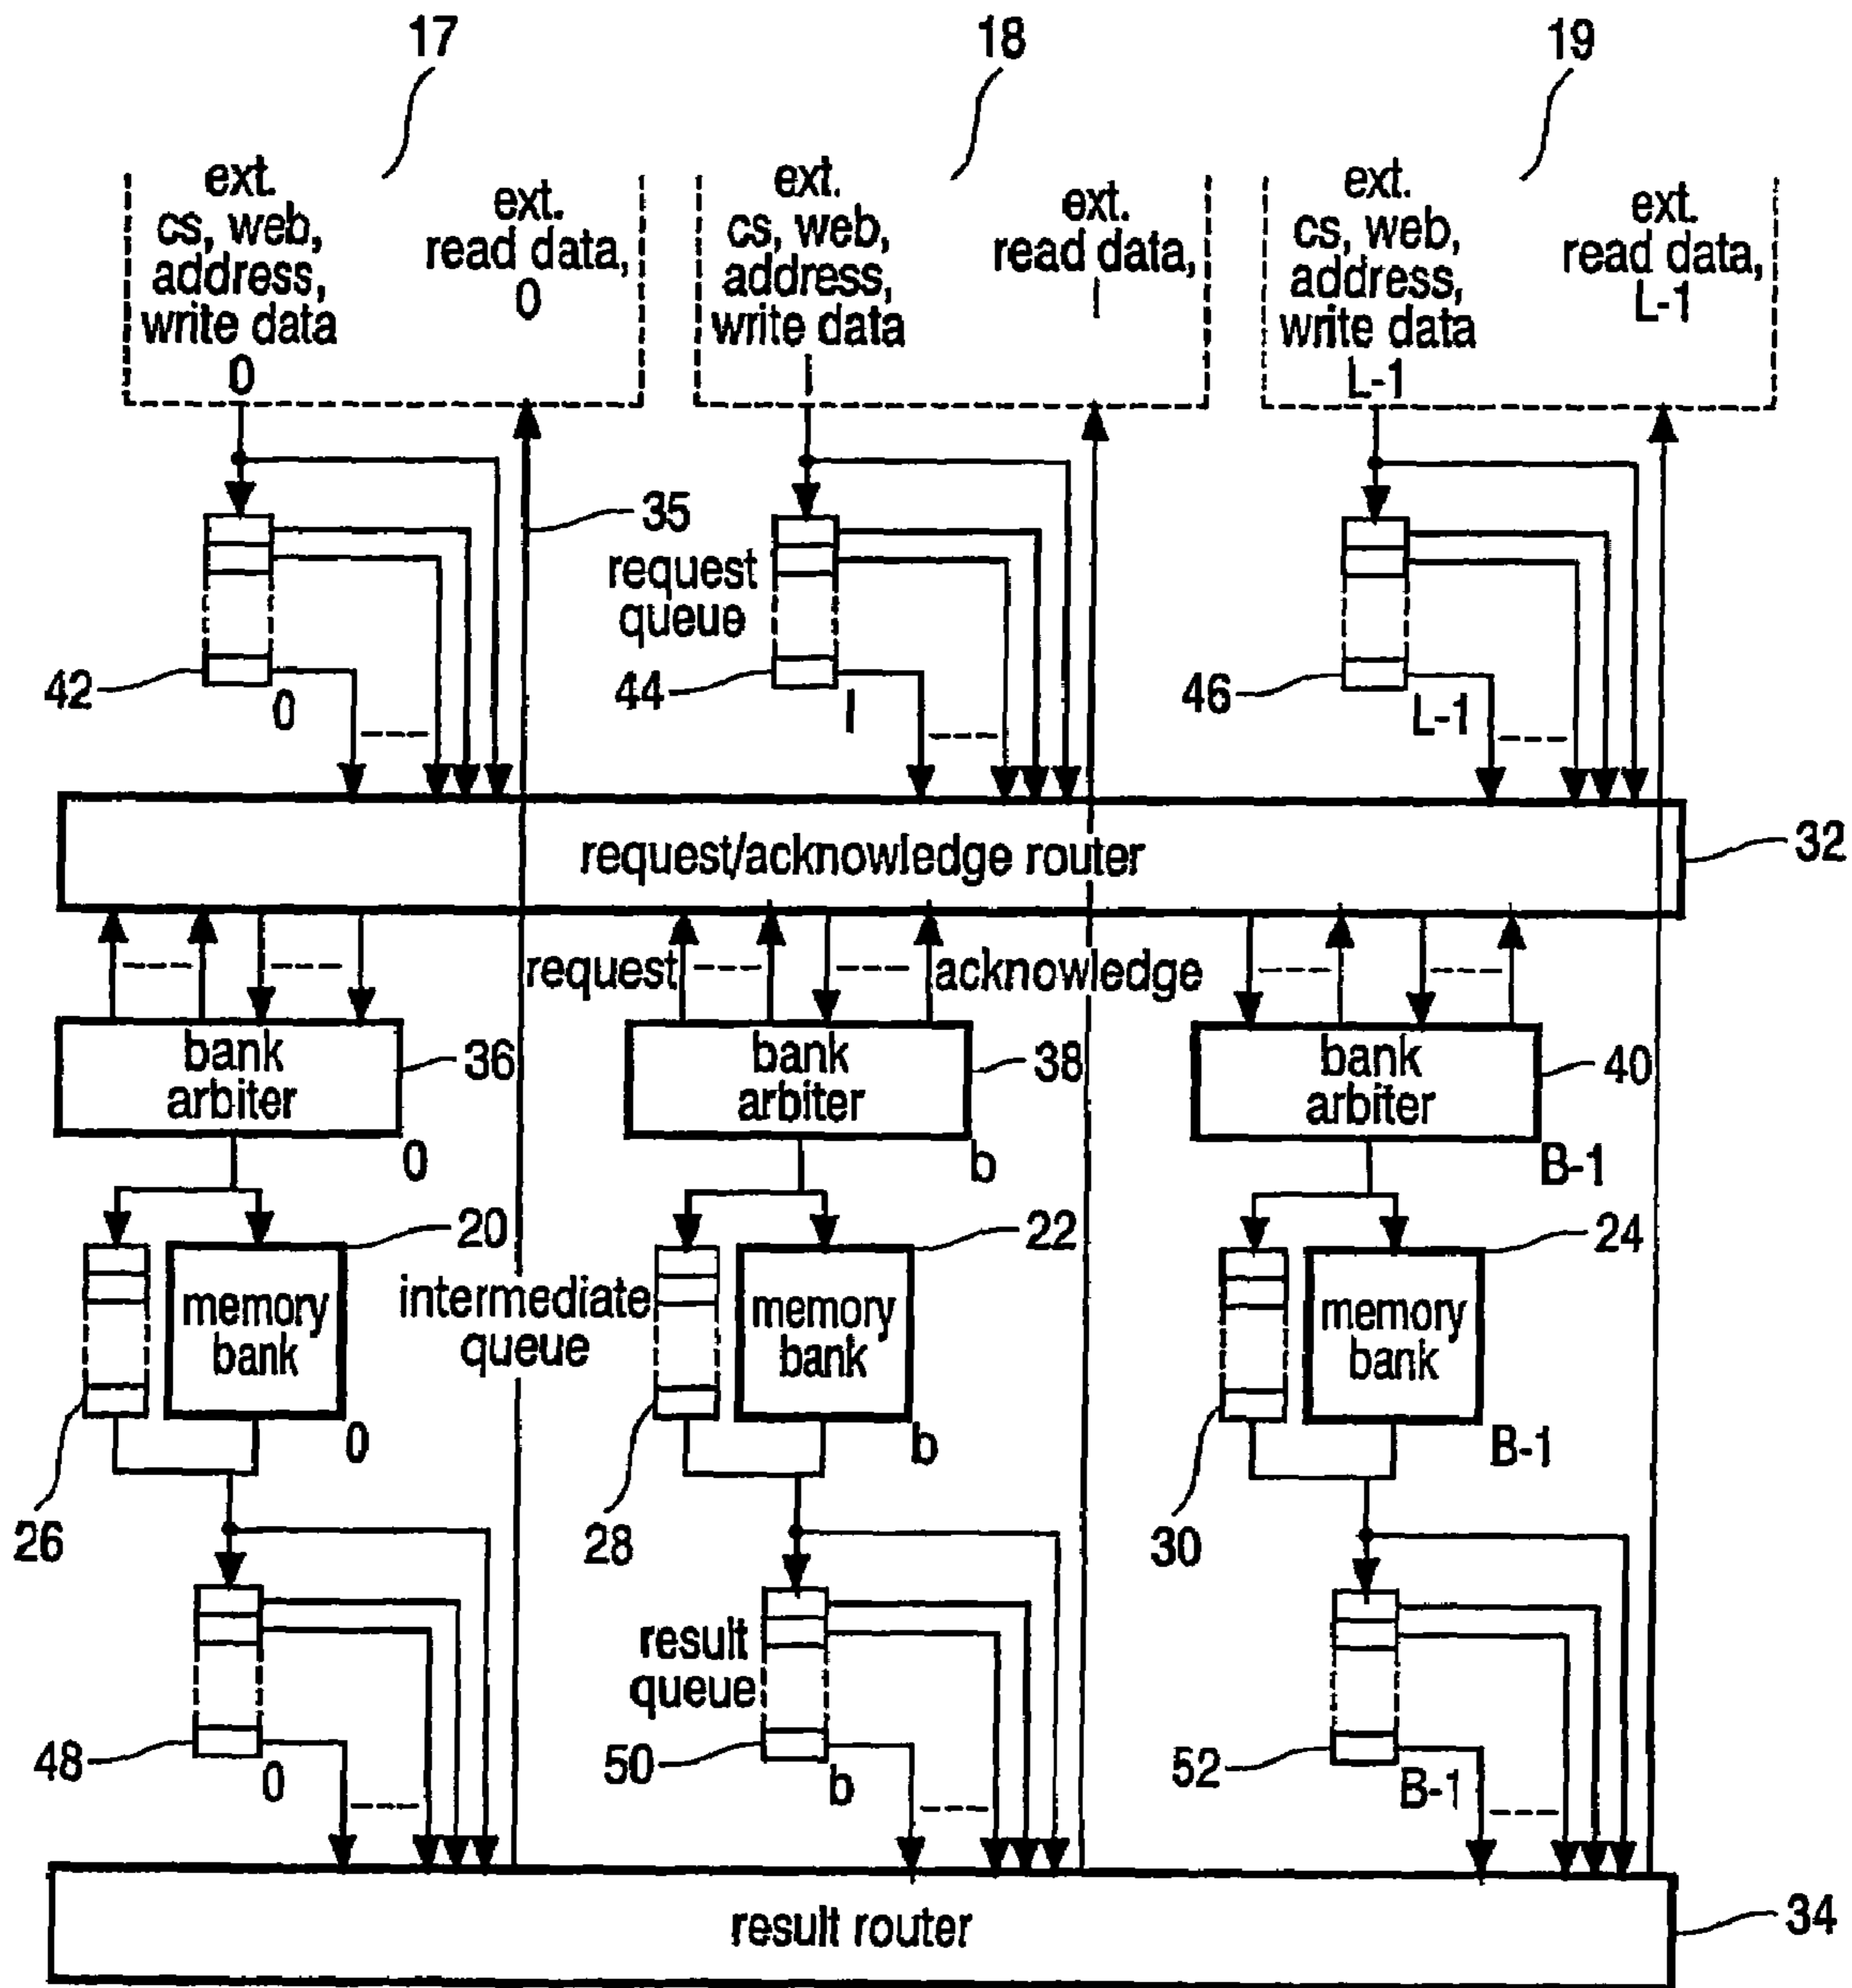 17
18
19
ext.
cs, web,
address,
write data
0
ext.
read data,
0
ext.
cs, web,
address,
write data
l
ext.
read data,
l
ext.
cs, web,
address,
write data
L-1
ext.
read data,
L-1
35
request
queue
42
0
44
l
46
L-1
request/acknowledge router
32
request
acknowledge
bank
arbiter
36
0
bank
arbiter
38
b
bank
arbiter
40
B-1
20
22
24
memory
bank
0
intermediate
queue
memory
bank
b
memory
bank
B-1
26
28
30
result
queue
48
0
50
b
52
B-1
result router
34